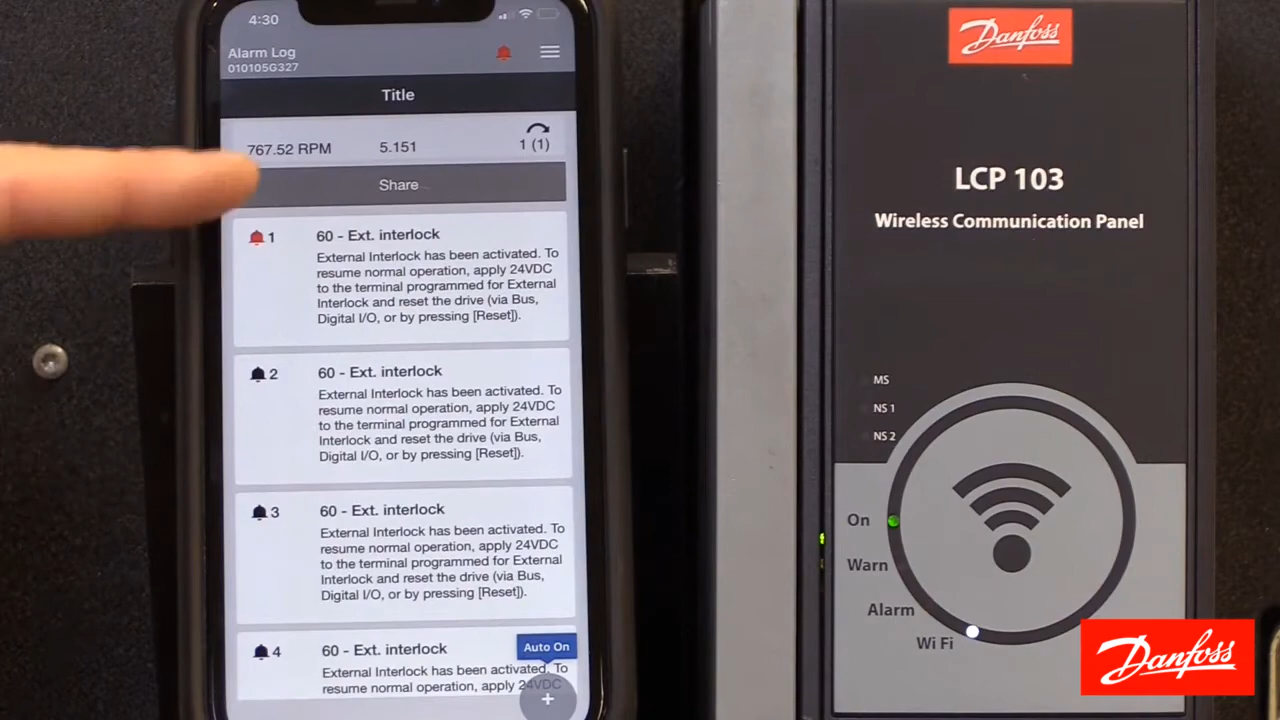 4:30
Alarm Log
010105G327
Title
767.52 RPM 5.151 1 (1)
Share
1 60 - Ext. interlock
External Interlock has been activated. To
resume normal operation, apply 24VDC
to the terminal programmed for External
Interlock and reset the drive (via Bus,
Digital I/O, or by pressing [Reset]).
2 60 - Ext. interlock
External Interlock has been activated. To
resume normal operation, apply 24VDC
to the terminal programmed for External
Interlock and reset the drive (via Bus,
Digital I/O, or by pressing [Reset]).
3 60 - Ext. interlock
External Interlock has been activated. To
resume normal operation, apply 24VDC
to the terminal programmed for External
Interlock and reset the drive (via Bus,
Digital I/O, or by pressing [Reset]).
4 60 - Ext. interlock
External Interlock has been activated. To
resume normal operation, apply 24VDC
Auto On
+
Danfoss
LCP 103
Wireless Communication Panel
MS
NS 1
NS 2
On
Warn
Alarm
Wi Fi
Danfoss